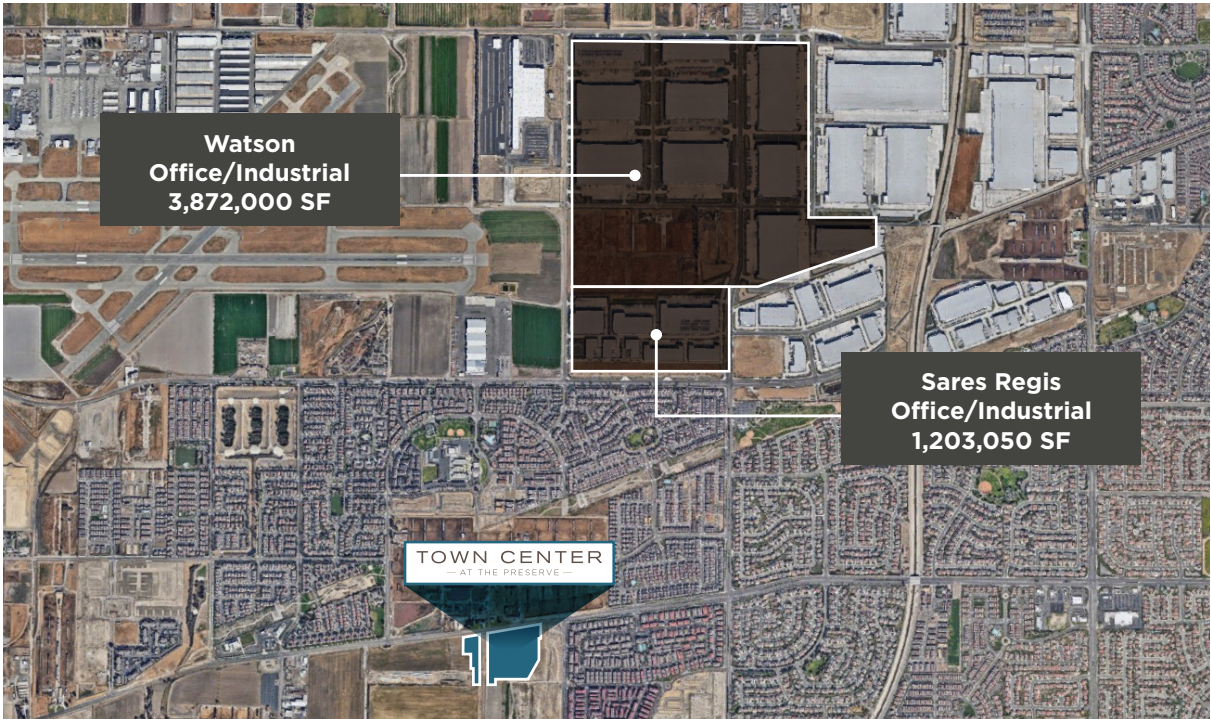 Watson
Office/Industrial
3,872,000 SF
Sares Regis
Office/Industrial
1,203,050 SF
TOWN CENTER
— AT THE PRESERVE —